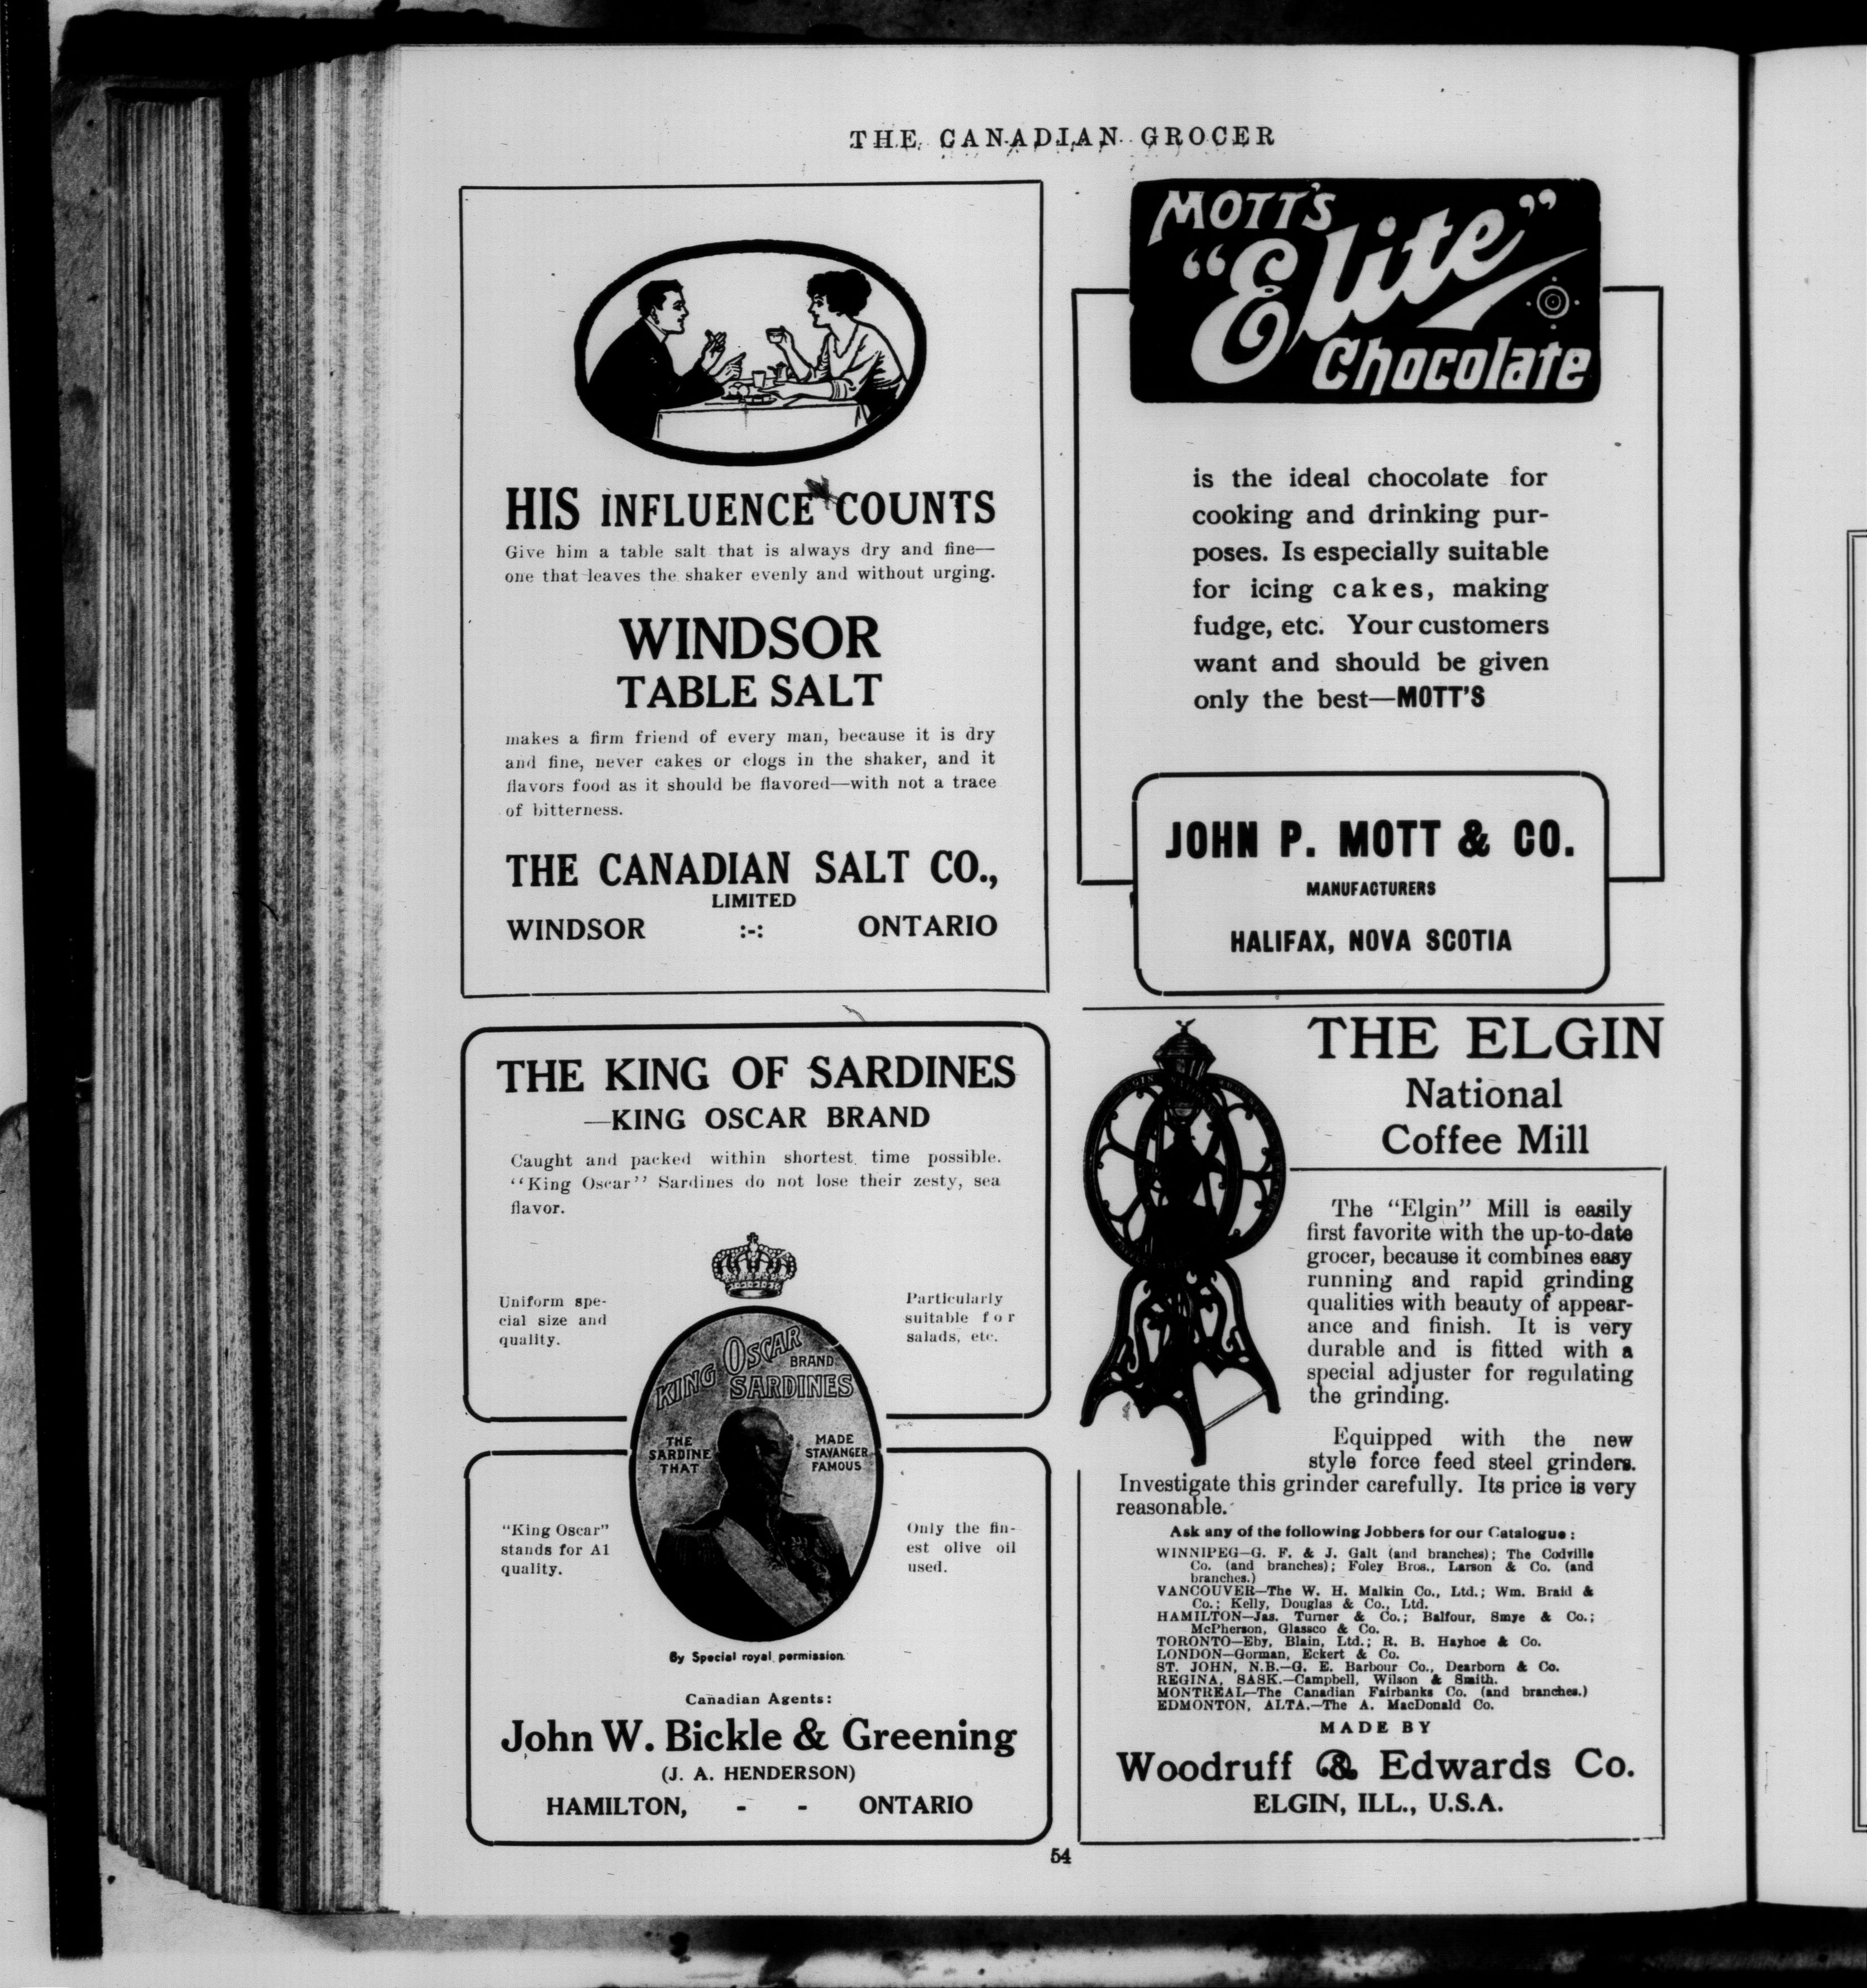 THE CANADIAN GROCER
HIS INFLUENCE COUNTS
Give him a table salt that is always dry and fine—
one that leaves the shaker evenly and without urging.
WINDSOR
TABLE SALT
makes a firm friend of every man, because it is dry
and fine, never cakes or clogs in the shaker, and it
flavors food as it should be flavored—with not a trace
of bitterness.
THE CANADIAN SALT CO.,
LIMITED
WINDSOR :-: ONTARIO
MOTT'S
"Elite"
Chocolate
is the ideal chocolate for
cooking and drinking pur-
poses. Is especially suitable
for icing cakes, making
fudge, etc. Your customers
want and should be given
only the best—MOTT'S
JOHN P. MOTT & CO.
MANUFACTURERS
HALIFAX, NOVA SCOTIA
THE KING OF SARDINES
—KING OSCAR BRAND
Caught and packed within shortest time possible.
"King Oscar" Sardines do not lose their zesty, sea
flavor.
Uniform spe-
cial size and
quality.
Particularly
suitable for
salads, etc.
KING OSCAR
BRAND
SARDINES
THE
SARDINE
THAT
MADE
STAVANGER
FAMOUS
"King Oscar"
stands for A1
quality.
Only the fin-
est olive oil
used.
By Special royal permission
Canadian Agents:
John W. Bickle & Greening
(J. A. HENDERSON)
HAMILTON, - - ONTARIO
THE ELGIN
National
Coffee Mill
The "Elgin" Mill is easily
first favorite with the up-to-date
grocer, because it combines easy
running and rapid grinding
qualities with beauty of appear-
ance and finish. It is very
durable and is fitted with a
special adjuster for regulating
the grinding.
Equipped with the new
style force feed steel grinders.
Investigate this grinder carefully. Its price is very
reasonable.
Ask any of the following Jobbers for our Catalogue:
WINNIPEG—G. F. & J. Galt (and branches); The Codville
Co. (and branches); Foley Bros., Larson & Co. (and
branches.)
VANCOUVER—The W. H. Malkin Co., Ltd.; Wm. Braid &
Co.; Kelly, Douglas & Co., Ltd.
HAMILTON—Jas. Turner & Co.; Balfour, Smye & Co.;
McPherson, Glassco & Co.
TORONTO—Eby, Blain, Ltd.; R. B. Hayhoe & Co.
LONDON—Gorman, Eckert & Co.
ST. JOHN, N.B.—G. E. Barbour Co., Dearborn & Co.
REGINA, SASK.—Campbell, Wilson & Smith.
MONTREAL—The Canadian Fairbanks Co. (and branches.)
EDMONTON, ALTA.—The A. MacDonald Co.
MADE BY
Woodruff & Edwards Co.
ELGIN, ILL., U.S.A.
54